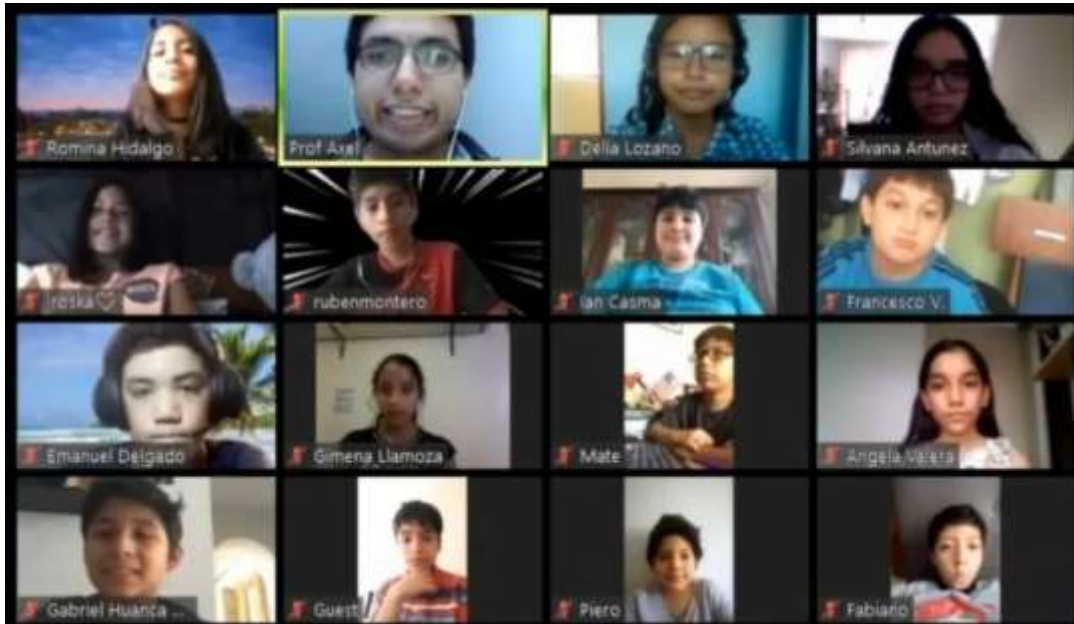 Romina Hidalgo
Prof Axel
Delia Lozano
Silvana Antunez
Iroska♡
rubenmontero
Ian Casma
Francesco V.
Emanuel Delgado
Gimena Llamoza
Mate
Angela Valera
Gabriel Huanca ...
Guest
Piero
Fabiano